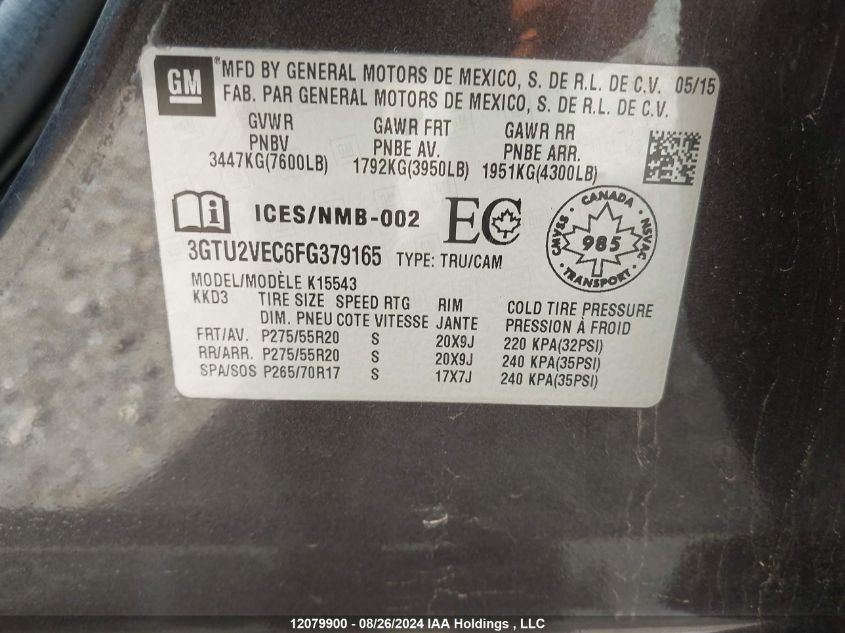 GM MFD BY GENERAL MOTORS DE MEXICO, S. DE R.L. DE C.V. 05/15
FAB. PAR GENERAL MOTORS DE MEXICO, S. DE R.L. DE C.V.
GVWR GAWR FRT GAWR RR
PNBV PNBE AV. PNBE ARR.
3447KG(7600LB) 1792KG(3950LB) 1951KG(4300LB)
ICES/NMB-002 EC
CANADA
CMVSS 985 NSVAC
TRANSPORT
3GTU2VEC6FG379165 TYPE: TRU/CAM
MODEL/MODÈLE K15543
KKD3 TIRE SIZE SPEED RTG RIM COLD TIRE PRESSURE
DIM. PNEU COTE VITESSE JANTE PRESSION À FROID
FRT/AV. P275/55R20 S 20X9J 220 KPA(32PSI)
RR/ARR. P275/55R20 S 20X9J 240 KPA(35PSI)
SPA/SOS P265/70R17 S 17X7J 240 KPA(35PSI)
12079900 - 08/26/2024 IAA Holdings , LLC